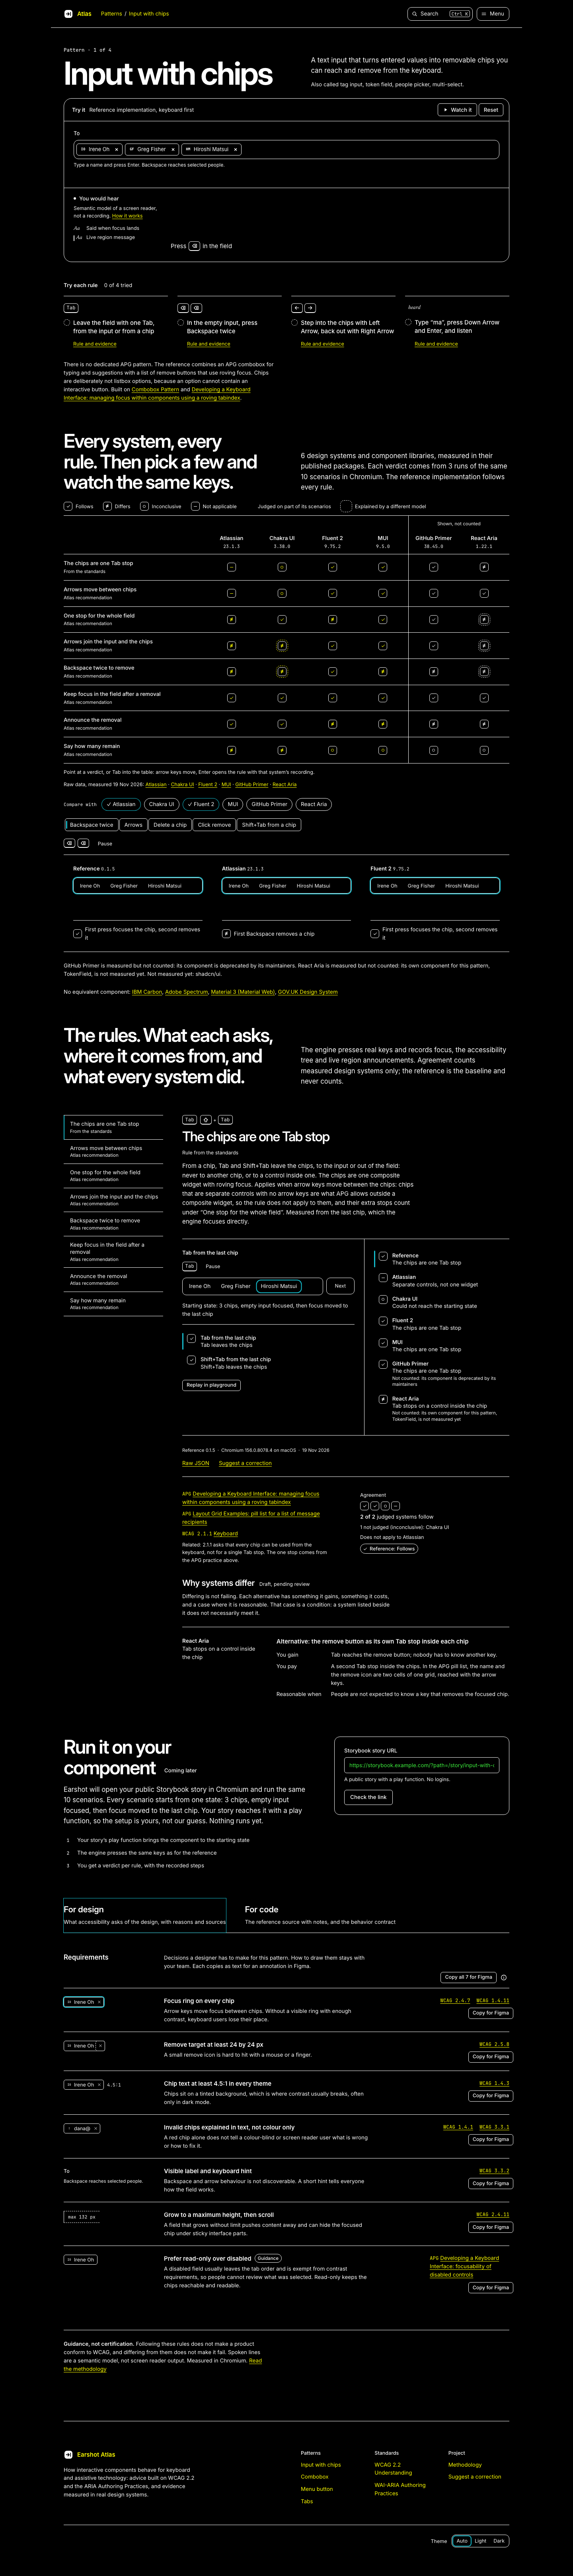 Atlas
Patterns / Input with chips
Search Ctrl K
Menu
Pattern · 1 of 4
Input with chips
A text input that turns entered values into removable chips you
can reach and remove from the keyboard.
Also called tag input, token field, people picker, multi-select.
Try it Reference implementation, keyboard first
Watch it
Reset
To
Irene Oh
Greg Fisher
Hiroshi Matsui
Type a name and press Enter. Backspace reaches selected people.
You would hear
Semantic model of a screen reader,
not a recording. How it works
Aa Said when focus lands
Aa Live region message
Press in the field
Try each rule 0 of 4 tried
Tab
Leave the field with one Tab,
from the input or from a chip
Rule and evidence
In the empty input, press
Backspace twice
Rule and evidence
Step into the chips with Left
Arrow, back out with Right Arrow
Rule and evidence
heard
Type "ma", press Down Arrow
and Enter, and listen
Rule and evidence
There is no dedicated APG pattern. The reference combines an APG combobox for
typing and suggestions with a row of remove buttons that use roving focus. Chips
are deliberately not listbox options, because an option cannot contain an
interactive button. Built on Combobox Pattern and Developing a Keyboard
Interface: managing focus within components using a roving tabindex.
Every system, every
rule. Then pick a few and
watch the same keys.
6 design systems and component libraries, measured in their
published packages. Each verdict comes from 3 runs of the same
10 scenarios in Chromium. The reference implementation follows
every rule.
Follows
Differs
Inconclusive
Not applicable
Judged on part of its scenarios
Explained by a different model
Shown, not counted
Atlassian
23.1.3
Chakra UI
3.38.0
Fluent 2
9.75.2
MUI
9.5.0
GitHub Primer
38.45.0
React Aria
1.22.1
The chips are one Tab stop
From the standards
Arrows move between chips
Atlas recommendation
One stop for the whole field
Atlas recommendation
Arrows join the input and the chips
Atlas recommendation
Backspace twice to remove
Atlas recommendation
Keep focus in the field after a removal
Atlas recommendation
Announce the removal
Atlas recommendation
Say how many remain
Atlas recommendation
Point at a verdict, or Tab into the table: arrow keys move, Enter opens the rule with that system's recording.
Raw data, measured 19 Nov 2026: Atlassian · Chakra UI · Fluent 2 · MUI · GitHub Primer · React Aria
Compare with
Atlassian
Chakra UI
Fluent 2
MUI
GitHub Primer
React Aria
Backspace twice
Arrows
Delete a chip
Click remove
Shift+Tab from a chip
Pause
Reference 0.1.5
Irene Oh Greg Fisher Hiroshi Matsui
First press focuses the chip, second removes
it
Atlassian 23.1.3
Irene Oh Greg Fisher Hiroshi Matsui
First Backspace removes a chip
Fluent 2 9.75.2
Irene Oh Greg Fisher Hiroshi Matsui
First press focuses the chip, second removes
it
GitHub Primer is measured but not counted: its component is deprecated by its maintainers. React Aria is measured but not counted: its own component for this pattern,
TokenField, is not measured yet. Not measured yet: shadcn/ui.
No equivalent component: IBM Carbon, Adobe Spectrum, Material 3 (Material Web), GOV.UK Design System
The rules. What each asks,
where it comes from, and
what every system did.
The engine presses real keys and records focus, the accessibility
tree and live region announcements. Agreement counts
measured design systems only; the reference is the baseline and
never counts.
The chips are one Tab stop
From the standards
Arrows move between chips
Atlas recommendation
One stop for the whole field
Atlas recommendation
Arrows join the input and the chips
Atlas recommendation
Backspace twice to remove
Atlas recommendation
Keep focus in the field after a
removal
Atlas recommendation
Announce the removal
Atlas recommendation
Say how many remain
Atlas recommendation
Tab + Tab
The chips are one Tab stop
Rule from the standards
From a chip, Tab and Shift+Tab leave the chips, to the input or out of the field:
never to another chip, or to a control inside one. The chips are one composite
widget with roving focus. Applies when arrow keys move between the chips: chips
that are separate controls with no arrow keys are what APG allows outside a
composite widget, so the rule does not apply to them, and their extra stops count
under "One stop for the whole field". Measured from the last chip, which the
engine focuses directly.
Tab from the last chip
Tab Pause
Irene Oh Greg Fisher Hiroshi Matsui
Next
Starting state: 3 chips, empty input focused, then focus moved to
the last chip
Tab from the last chip
Tab leaves the chips
Shift+Tab from the last chip
Shift+Tab leaves the chips
Replay in playground
Reference
The chips are one Tab stop
Atlassian
Separate controls, not one widget
Chakra UI
Could not reach the starting state
Fluent 2
The chips are one Tab stop
MUI
The chips are one Tab stop
GitHub Primer
The chips are one Tab stop
Not counted: its component is deprecated by its
maintainers
React Aria
Tab stops on a control inside the chip
Not counted: its own component for this pattern,
TokenField, is not measured yet
Reference 0.1.5 · Chromium 156.0.8078.4 on macOS · 19 Nov 2026
Raw JSON Suggest a correction
APG Developing a Keyboard Interface: managing focus
within components using a roving tabindex
APG Layout Grid Examples: pill list for a list of message
recipients
WCAG 2.1.1 Keyboard
Related: 2.1.1 asks that every chip can be used from the
keyboard, not for a single Tab stop. The one stop comes from
the APG practice above.
Agreement
2 of 2 judged systems follow
1 not judged (inconclusive): Chakra UI
Does not apply to Atlassian
Reference: Follows
Why systems differ Draft, pending review
Differing is not failing. Each alternative has something it gains, something it costs,
and a case where it is reasonable. That case is a condition: a system listed beside
it does not necessarily meet it.
React Aria
Tab stops on a control inside
the chip
Alternative: the remove button as its own Tab stop inside each chip
You gain Tab reaches the remove button; nobody has to know another key.
You pay A second Tab stop inside the chips. In the APG pill list, the name and
the remove icon are two cells of one grid, reached with the arrow
keys.
Reasonable when People are not expected to know a key that removes the focused chip.
Run it on your
component Coming later
Earshot will open your public Storybook story in Chromium and run the same
10 scenarios. Every scenario starts from one state: 3 chips, empty input
focused, then focus moved to the last chip. Your story reaches it with a play
function, so the setup is yours, not our guess. Nothing runs yet.
1 Your story's play function brings the component to the starting state
2 The engine presses the same keys as for the reference
3 You get a verdict per rule, with the recorded steps
Storybook story URL
https://storybook.example.com/?path=/story/input-with-c
A public story with a play function. No logins.
Check the link
For design
What accessibility asks of the design, with reasons and sources
For code
The reference source with notes, and the behavior contract
Requirements
Decisions a designer has to make for this pattern. How to draw them stays with
your team. Each copies as text for an annotation in Figma.
Copy all 7 for Figma
Irene Oh
Focus ring on every chip
Arrow keys move focus between chips. Without a visible ring with enough
contrast, keyboard users lose their place.
WCAG 2.4.7 WCAG 1.4.11
Copy for Figma
Irene Oh
Remove target at least 24 by 24 px
A small remove icon is hard to hit with a mouse or a finger.
WCAG 2.5.8
Copy for Figma
Irene Oh 4.5:1
Chip text at least 4.5:1 in every theme
Chips sit on a tinted background, which is where contrast usually breaks, often
only in dark mode.
WCAG 1.4.3
Copy for Figma
dana@
Invalid chips explained in text, not colour only
A red chip alone does not tell a colour-blind or screen reader user what is wrong
or how to fix it.
WCAG 1.4.1 WCAG 3.3.1
Copy for Figma
To
Backspace reaches selected people.
Visible label and keyboard hint
Backspace and arrow behaviour is not discoverable. A short hint tells everyone
how the field works.
WCAG 3.3.2
Copy for Figma
max 132 px
Grow to a maximum height, then scroll
A field that grows without limit pushes content away and can hide the focused
chip under sticky interface parts.
WCAG 2.4.11
Copy for Figma
Irene Oh
Prefer read-only over disabled Guidance
A disabled field usually leaves the tab order and is exempt from contrast
requirements, so people cannot review what was selected. Read-only keeps the
chips reachable and readable.
APG Developing a Keyboard
Interface: focusability of
disabled controls
Copy for Figma
Guidance, not certification. Following these rules does not make a product
conform to WCAG, and differing from them does not make it fail. Spoken lines
are a semantic model, not screen reader output. Measured in Chromium. Read
the methodology
Earshot Atlas
How interactive components behave for keyboard
and assistive technology: advice built on WCAG 2.2
and the ARIA Authoring Practices, and evidence
measured in real design systems.
Patterns
Input with chips
Combobox
Menu button
Tabs
Standards
WCAG 2.2
Understanding
WAI-ARIA Authoring
Practices
Project
Methodology
Suggest a correction
Theme Auto Light Dark